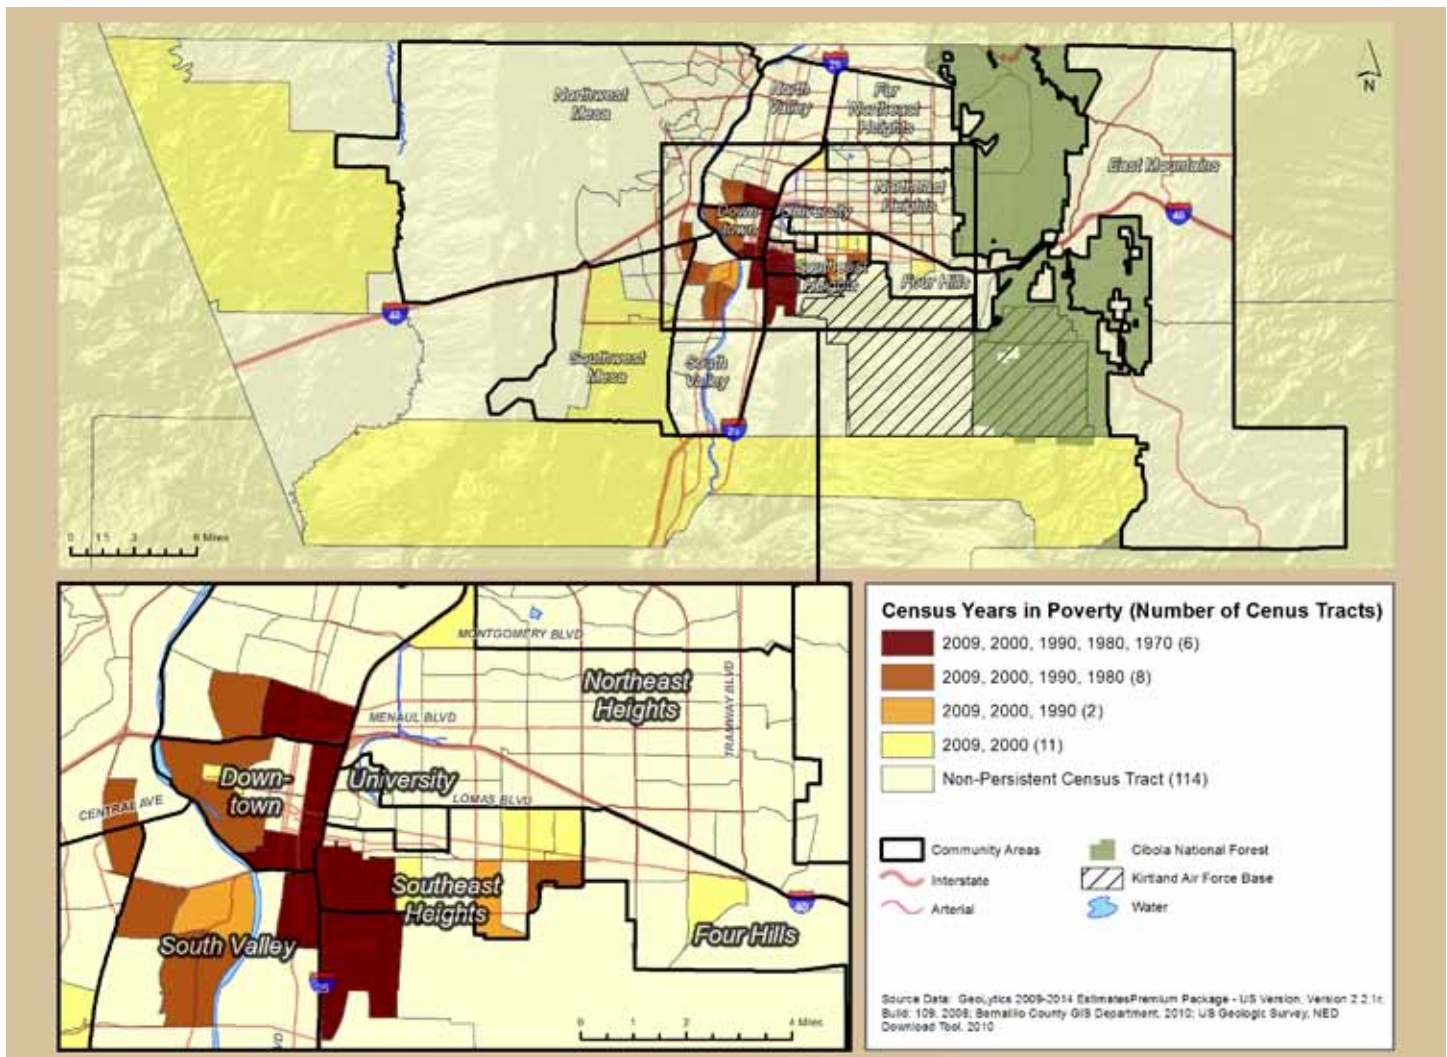 N
25
North
Valley
Far
Northeast
Heights
Northwest
Mesa
East Mountains
Northeast
Heights
40
Down-
town
University
Southeast
Heights
Four Hills
40
Southwest
Mesa
South
Valley
25
0 1.5 3 6 Miles
MONTGOMERY BLVD
Northeast
Heights
TRAMWAY BLVD
MENAUL BLVD
Down-
town
University
LOMAS BLVD
CENTRAL AVE
Southeast
Heights
40
South Valley
Four Hills
25
0 1 2 4 Miles
Census Years in Poverty (Number of Cenus Tracts)
2009, 2000, 1990, 1980, 1970 (6)
2009, 2000, 1990, 1980 (8)
2009, 2000, 1990 (2)
2009, 2000 (11)
Non-Persistent Census Tract (114)
Community Areas
Cibola National Forest
Interstate
Kirtland Air Force Base
Arterial
Water
Source Data: GeoLytics 2009-2014 EstimatesPremium Package - US Version, Version 2.2.1r,
Build: 109, 2008; Bernalillo County GIS Department, 2010; US Geologic Survey, NED
Download Tool, 2010